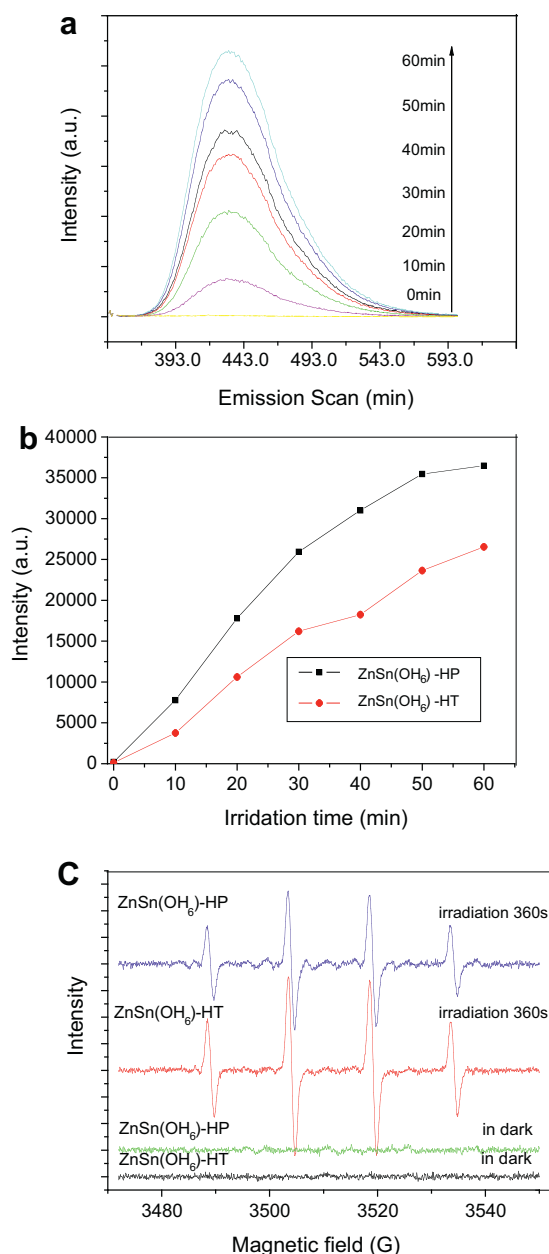 a
Intensity (a.u.)
60min
50min
40min
30min
20min
10min
0min
393.0 443.0 493.0 543.0 593.0
Emission Scan (min)
b
Intensity (a.u.)
40000
35000
30000
25000
20000
15000
10000
5000
0
ZnSn(OH6) -HP
ZnSn(OH6) -HT
0 10 20 30 40 50 60
Irridation time (min)
C
Intensity
ZnSn(OH6)-HP
irradiation 360s
ZnSn(OH6)-HT
irradiation 360s
ZnSn(OH6)-HP
in dark
ZnSn(OH6)-HT
in dark
3480 3500 3520 3540
Magnetic field (G)